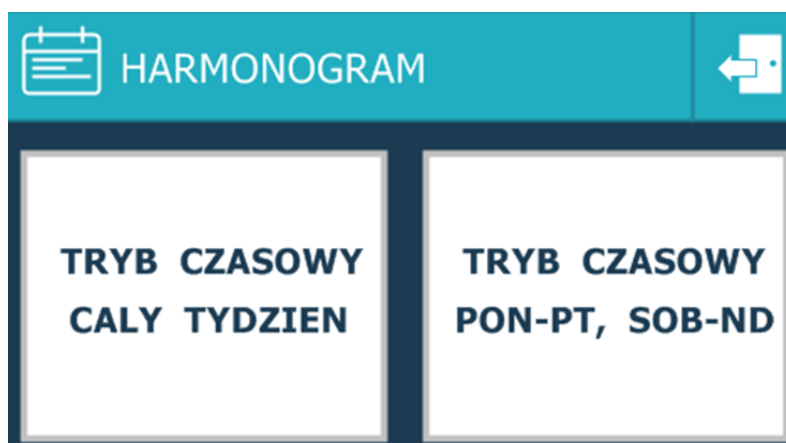 HARMONOGRAM
TRYB CZASOWY
CALY TYDZIEN
TRYB CZASOWY
PON-PT, SOB-ND